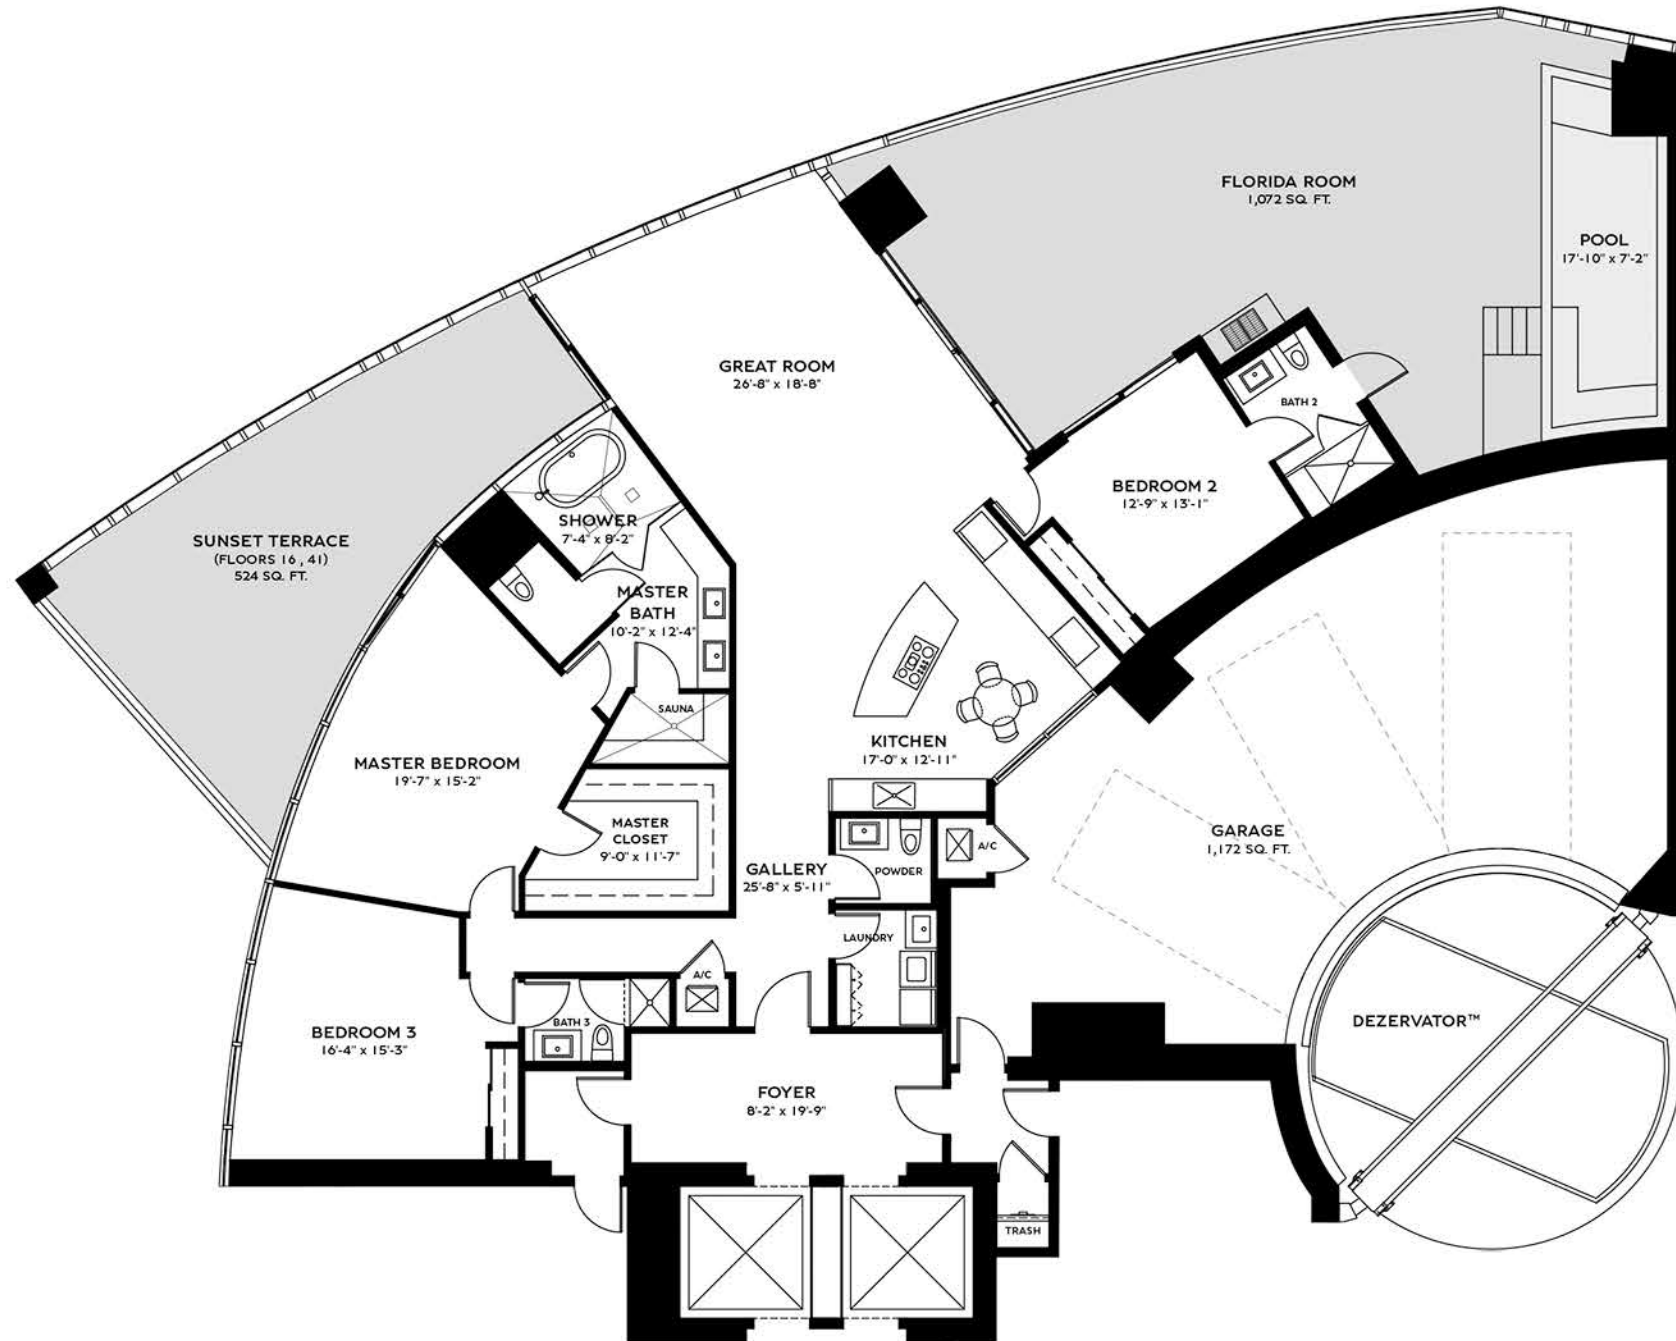 FLORIDA ROOM
1,072 SQ. FT.
POOL
17'-10" x 7'-2"
GREAT ROOM
26'-8" x 18'-8"
BATH 2
BEDROOM 2
12'-9" x 13'-1"
SUNSET TERRACE
(FLOORS 16 , 41)
524 SQ. FT.
SHOWER
7'-4" x 8'-2"
MASTER
BATH
10'-2" x 12'-4"
SAUNA
MASTER BEDROOM
19'-7" x 15'-2"
KITCHEN
17'-0" x 12'-11"
MASTER
CLOSET
9'-0" x 11'-7"
GARAGE
1,172 SQ. FT.
A/C
GALLERY
25'-8" x 5'-11"
POWDER
LAUNDRY
A/C
BATH 3
BEDROOM 3
16'-4" x 15'-3"
DEZERVATOR™
FOYER
8'-2" x 19'-9"
TRASH